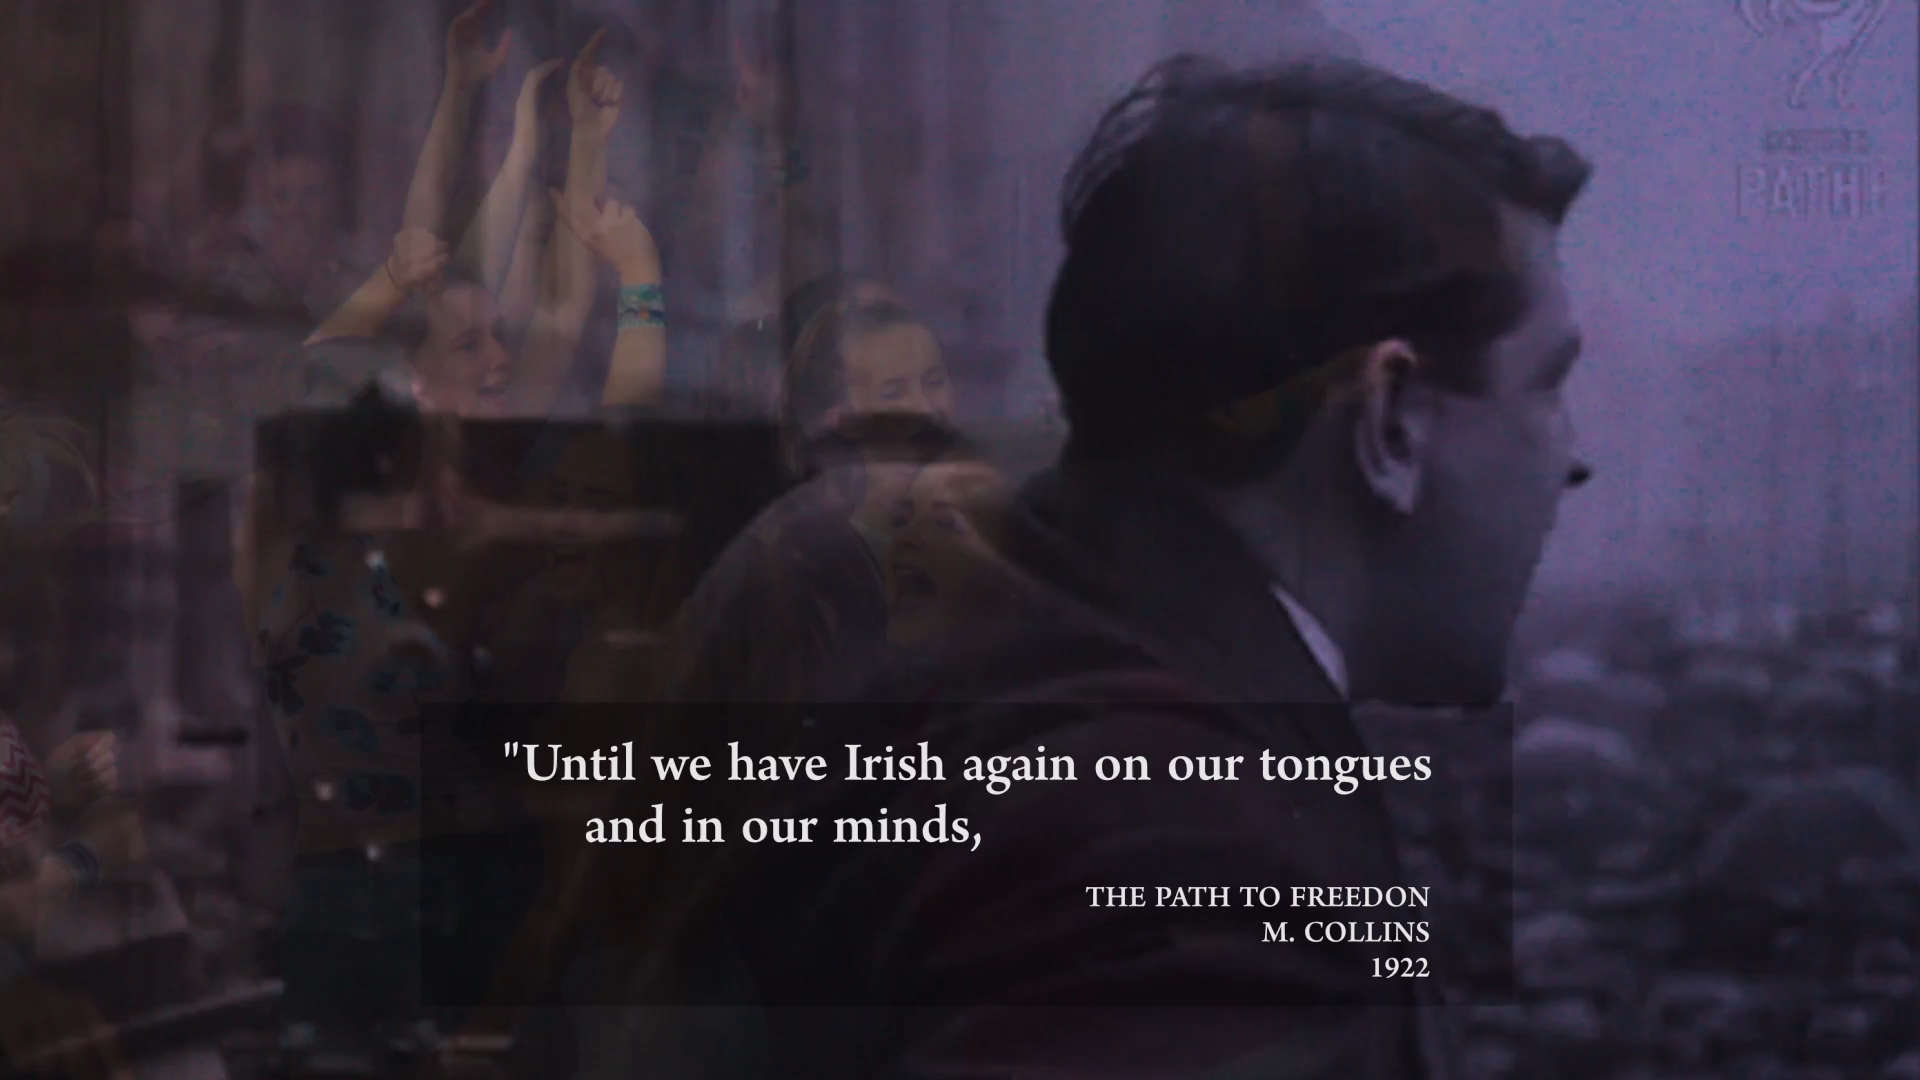 PATHE
"Until we have Irish again on our tongues
and in our minds,
THE PATH TO FREEDON
M. COLLINS
1922